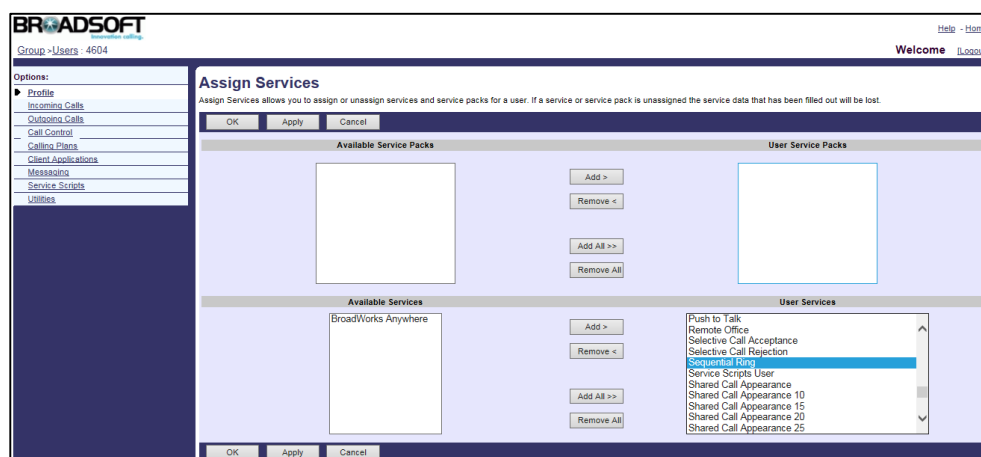 BROADSOFT
Innovation calling.
Help - Hom
Group >Users : 4604
Welcome [Logou
Options:
Profile
Incoming Calls
Outgoing Calls
Call Control
Calling Plans
Client Applications
Messaging
Service Scripts
Utilities
Assign Services
Assign Services allows you to assign or unassign services and service packs for a user. If a service or service pack is unassigned the service data that has been filled out will be lost.
OK Apply Cancel
Available Service Packs User Service Packs
Add >
Remove <
Add All >>
Remove All
Available Services User Services
BroadWorks Anywhere
Add >
Remove <
Add All >>
Remove All
Push to Talk
Remote Office
Selective Call Acceptance
Selective Call Rejection
Sequential Ring
Service Scripts User
Shared Call Appearance
Shared Call Appearance 10
Shared Call Appearance 15
Shared Call Appearance 20
Shared Call Appearance 25
OK Apply Cancel